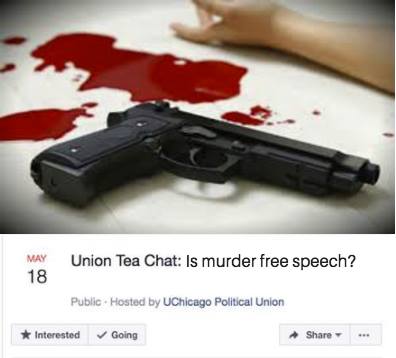 MAY
18
Union Tea Chat: Is murder free speech?
Public · Hosted by UChicago Political Union
★ Interested ✓ Going Share ▾ •••